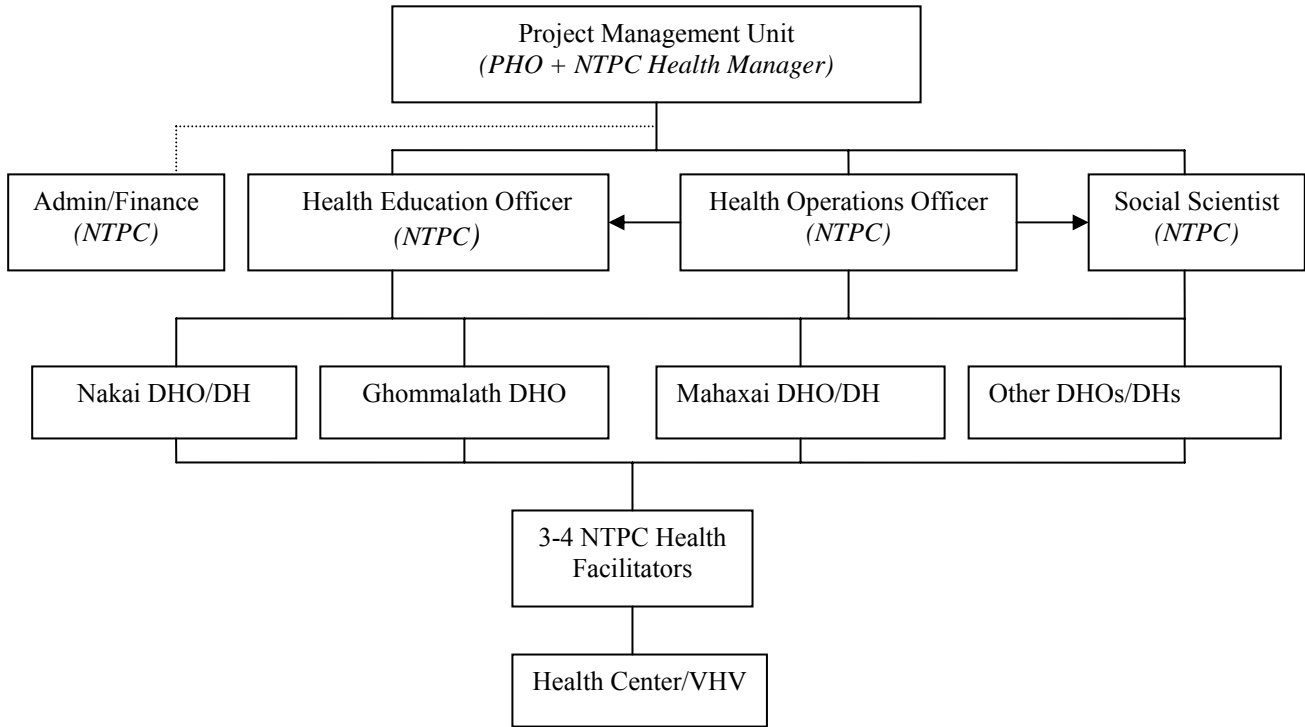 Project Management Unit
(PHO + NTPC Health Manager)
Admin/Finance
(NTPC)
Health Education Officer
(NTPC)
Health Operations Officer
(NTPC)
Social Scientist
(NTPC)
Nakai DHO/DH
Ghommalath DHO
Mahaxai DHO/DH
Other DHOs/DHs
3-4 NTPC Health
Facilitators
Health Center/VHV